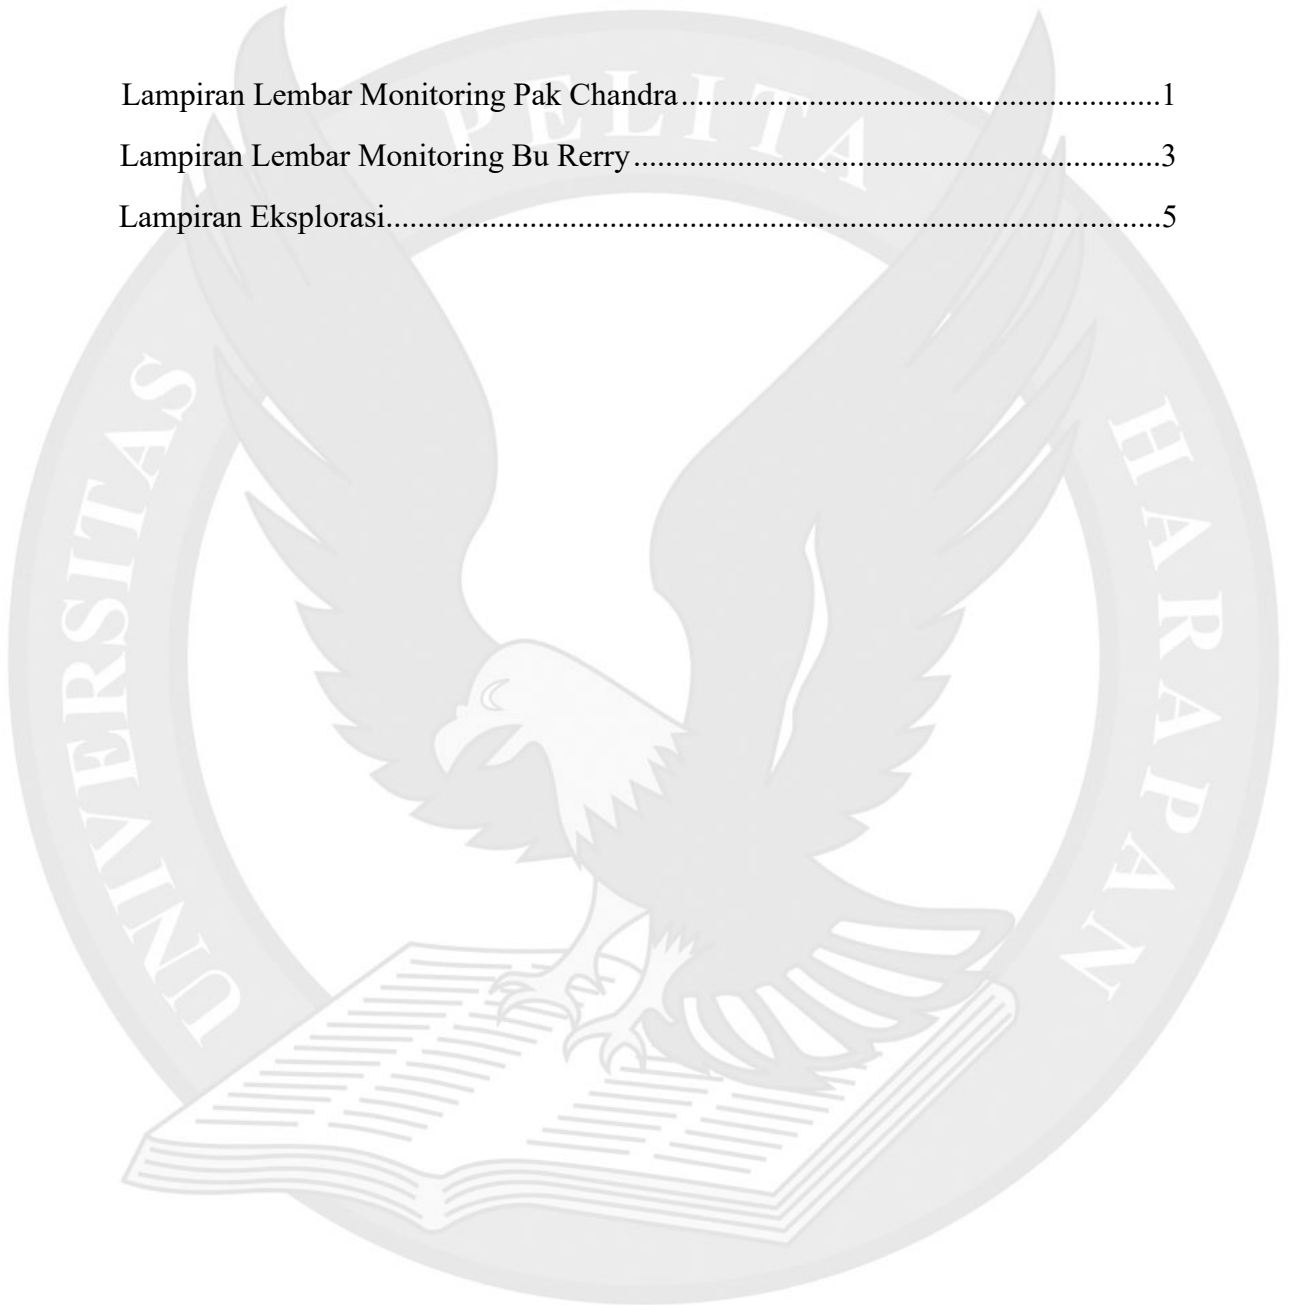 Lampiran Lembar Monitoring Pak Chandra............................................................1
Lampiran Lembar Monitoring Bu Rerry..................................................................3
Lampiran Eksplorasi.................................................................................................5
UNIVERSITAS PELITA HARAPAN